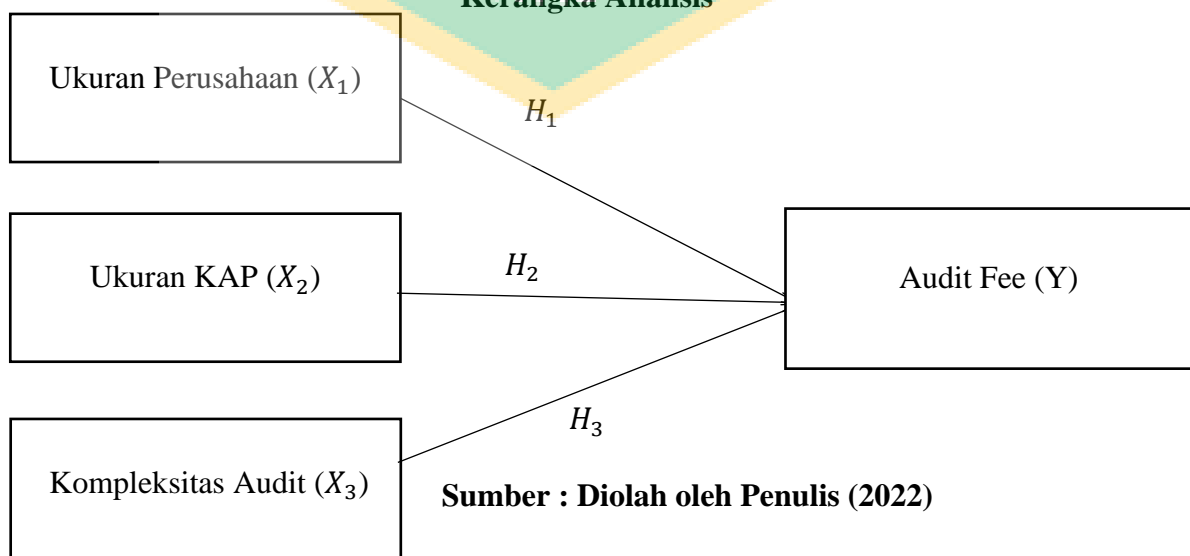 Kerangka Analisis
Ukuran Perusahaan (𝑋₁)
𝐻₁
Ukuran KAP (𝑋₂)
𝐻₂
Audit Fee (Y)
𝐻₃
Kompleksitas Audit (𝑋₃)
Sumber : Diolah oleh Penulis (2022)